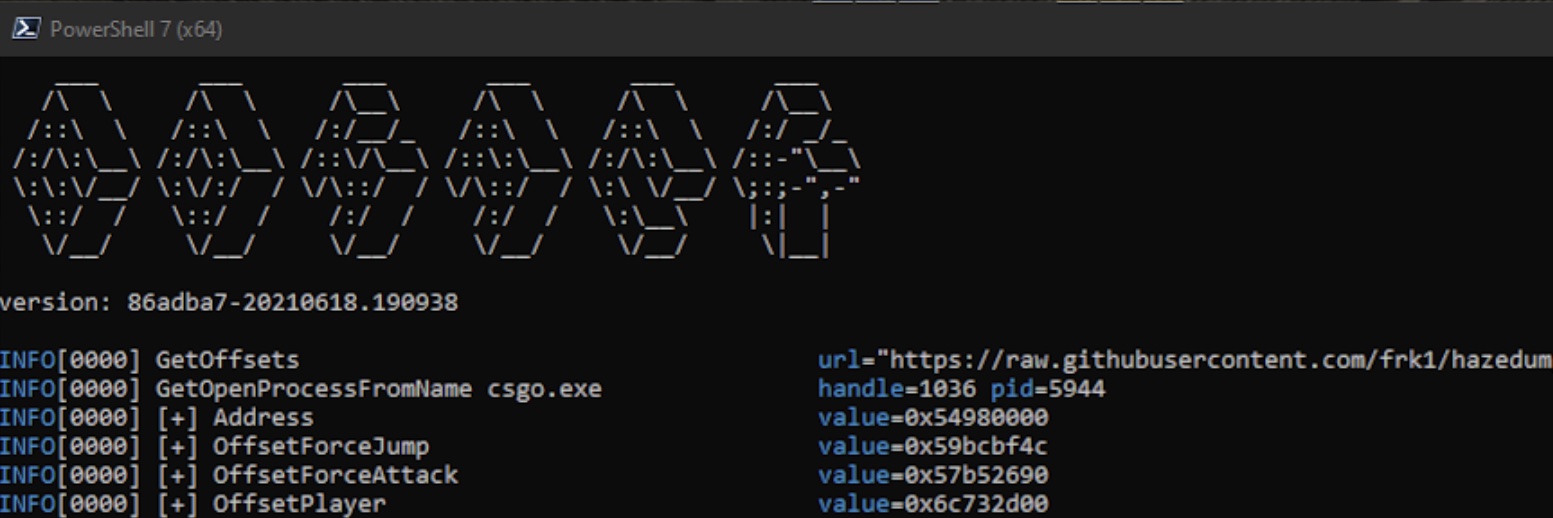 PowerShell 7 (x64)
GOHACK
version: 86adba7-20210618.190938
INFO[0000] GetOffsets url="https://raw.githubusercontent.com/frk1/hazedum
INFO[0000] GetOpenProcessFromName csgo.exe handle=1036 pid=5944
INFO[0000] [+] Address value=0x54980000
INFO[0000] [+] OffsetForceJump value=0x59bcbf4c
INFO[0000] [+] OffsetForceAttack value=0x57b52690
INFO[0000] [+] OffsetPlayer value=0x6c732d00